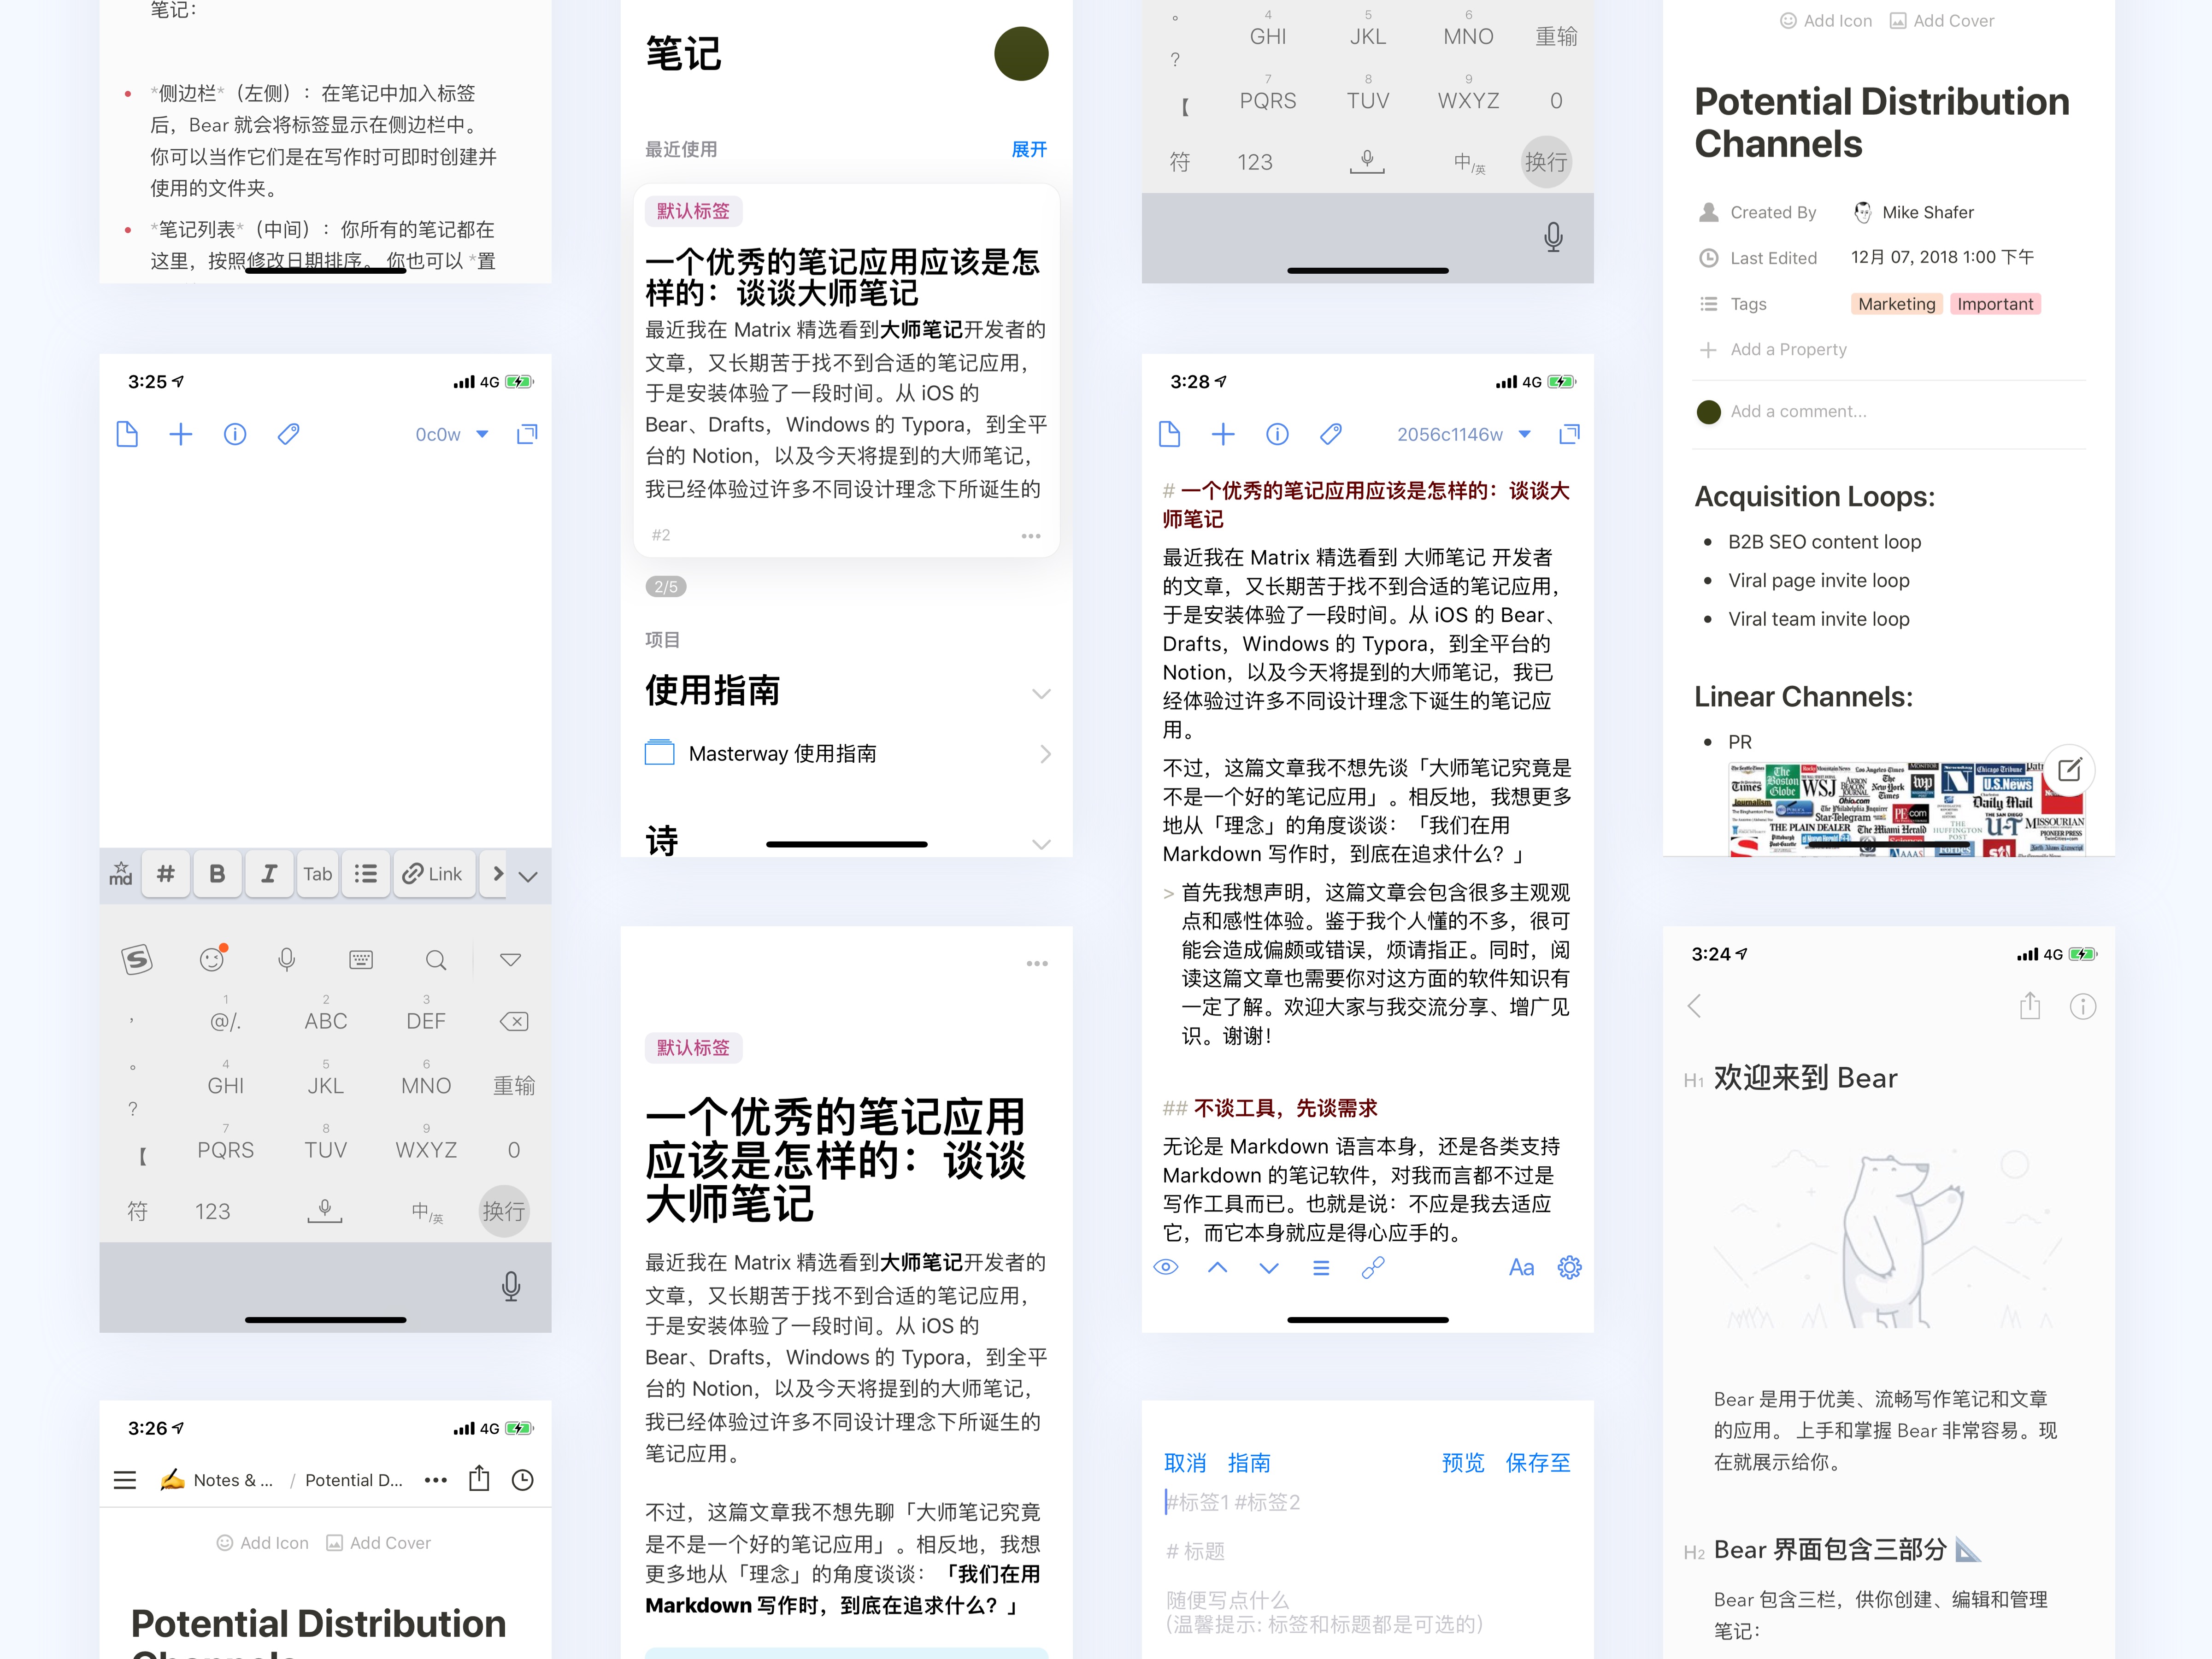 笔记：
*侧边栏*（左侧）：在笔记中加入标签
后，Bear 就会将标签显示在侧边栏中。
你可以当作它们是在写作时可即时创建并
使用的文件夹。
*笔记列表*（中间）：你所有的笔记都在
这里，按照修改日期排序。你也可以 *置
3:25
4G
0c0w
md
#
B
I
Tab
Link
，
1
@/.
2
ABC
3
DEF
。
4
GHI
5
JKL
6
MNO
重输
?
7
PQRS
8
TUV
9
WXYZ
0
【
符
123
中/英
换行
3:26
4G
Notes & ... / Potential D...
Add Icon
Add Cover
Potential Distribution
Channels
笔记
最近使用
展开
默认标签
一个优秀的笔记应用应该是怎
样的：谈谈大师笔记
最近我在 Matrix 精选看到大师笔记开发者的
文章，又长期苦于找不到合适的笔记应用，
于是安装体验了一段时间。从 iOS 的
Bear、Drafts，Windows 的 Typora，到全平
台的 Notion，以及今天将提到的大师笔记，
我已经体验过许多不同设计理念下所诞生的
#2
2/5
项目
使用指南
Masterway 使用指南
诗
默认标签
一个优秀的笔记应用
应该是怎样的：谈谈
大师笔记
最近我在 Matrix 精选看到大师笔记开发者的
文章，又长期苦于找不到合适的笔记应用，
于是安装体验了一段时间。从 iOS 的
Bear、Drafts，Windows 的 Typora，到全平
台的 Notion，以及今天将提到的大师笔记，
我已经体验过许多不同设计理念下所诞生的
笔记应用。
不过，这篇文章我不想先聊「大师笔记究竟
是不是一个好的笔记应用」。相反地，我想
更多地从「理念」的角度谈谈：「我们在用
Markdown 写作时，到底在追求什么？」
。
4
GHI
5
JKL
6
MNO
重输
?
7
PQRS
8
TUV
9
WXYZ
0
【
符
123
中/英
换行
3:28
4G
2056c1146w
# 一个优秀的笔记应用应该是怎样的：谈谈大
师笔记
最近我在 Matrix 精选看到 大师笔记 开发者
的文章，又长期苦于找不到合适的笔记应用，
于是安装体验了一段时间。从 iOS 的 Bear、
Drafts，Windows 的 Typora，到全平台的
Notion，以及今天将提到的大师笔记，我已
经体验过许多不同设计理念下诞生的笔记应
用。
不过，这篇文章我不想先谈「大师笔记究竟是
不是一个好的笔记应用」。相反地，我想更多
地从「理念」的角度谈谈：「我们在用
Markdown 写作时，到底在追求什么？」
> 首先我想声明，这篇文章会包含很多主观观
点和感性体验。鉴于我个人懂的不多，很可
能会造成偏颇或错误，烦请指正。同时，阅
读这篇文章也需要你对这方面的软件知识有
一定了解。欢迎大家与我交流分享、增广见
识。谢谢！
## 不谈工具，先谈需求
无论是 Markdown 语言本身，还是各类支持
Markdown 的笔记软件，对我而言都不过是
写作工具而已。也就是说：不应是我去适应
它，而它本身就应是得心应手的。
Aa
取消
指南
预览
保存至
#标签1 #标签2
# 标题
随便写点什么
(温馨提示: 标签和标题都是可选的)
Add Icon
Add Cover
Potential Distribution
Channels
Created By
Mike Shafer
Last Edited
12月 07, 2018 1:00 下午
Tags
Marketing
Important
Add a Property
Add a comment...
Acquisition Loops:
B2B SEO content loop
Viral page invite loop
Viral team invite loop
Linear Channels:
PR
The Boston Globe
WSJ
wp
Chicago Tribune
U.S.News
Daily Mail
Star-Telegram
PE.com
THE PLAIN DEALER
The Miami Herald
HUFFINGTON POST
U-T
MISSOURIAN
3:24
4G
H1 欢迎来到 Bear
Bear 是用于优美、流畅写作笔记和文章
的应用。 上手和掌握 Bear 非常容易。现
在就展示给你。
H2 Bear 界面包含三部分
Bear 包含三栏，供你创建、编辑和管理
笔记：